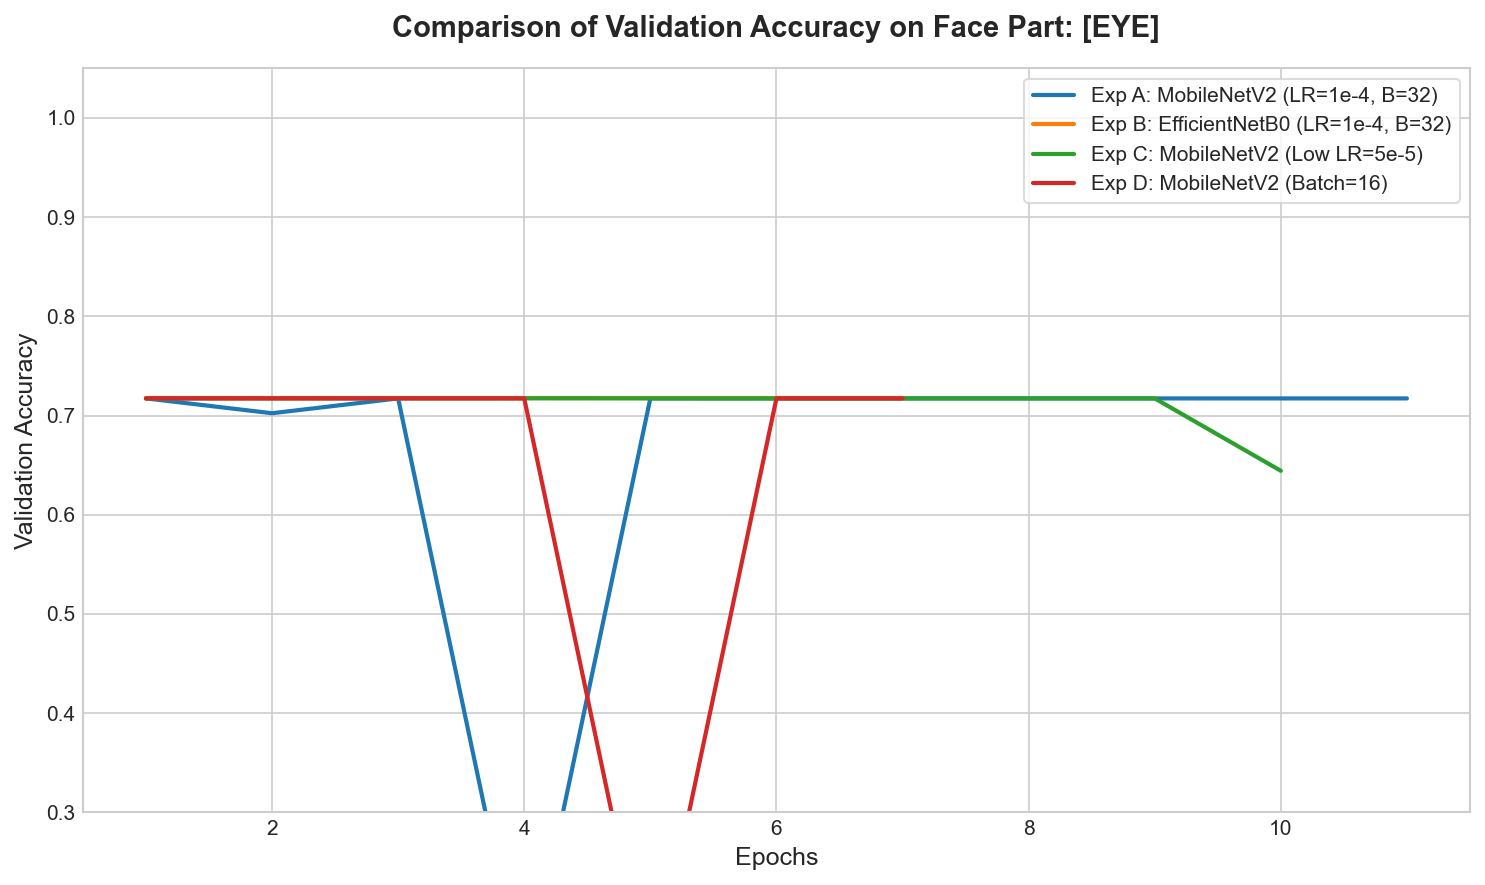 Comparison of Validation Accuracy on Face Part: [EYE]
Exp A: MobileNetV2 (LR=1e-4, B=32)
Exp B: EfficientNetB0 (LR=1e-4, B=32)
Exp C: MobileNetV2 (Low LR=5e-5)
Exp D: MobileNetV2 (Batch=16)
Validation Accuracy
1.0
0.9
0.8
0.7
0.6
0.5
0.4
0.3
2 4 6 8 10
Epochs